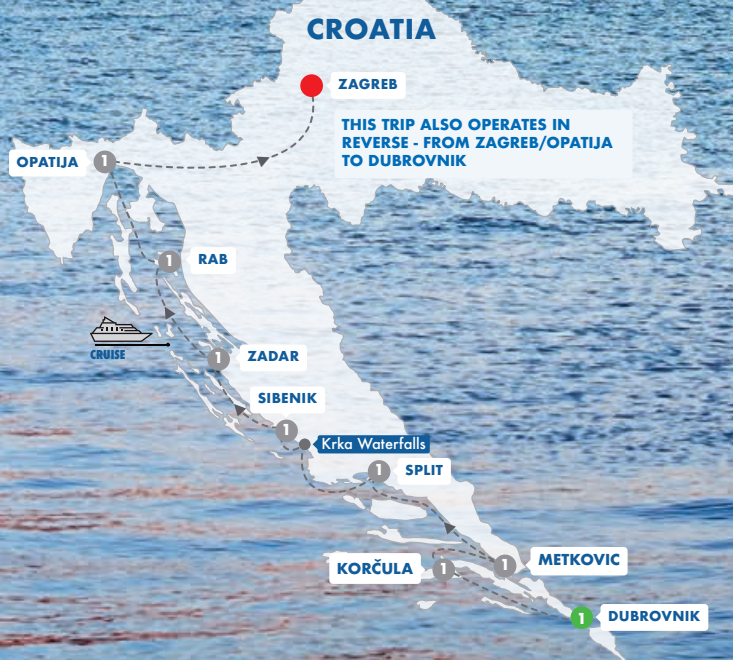 CROATIA
ZAGREB
THIS TRIP ALSO OPERATES IN
REVERSE - FROM ZAGREB/OPATIJA
TO DUBROVNIK
OPATIJA
1
1
RAB
CRUISE
1
ZADAR
SIBENIK
1
Krka Waterfalls
1
SPLIT
KORČULA
1
1
METKOVIC
1
DUBROVNIK